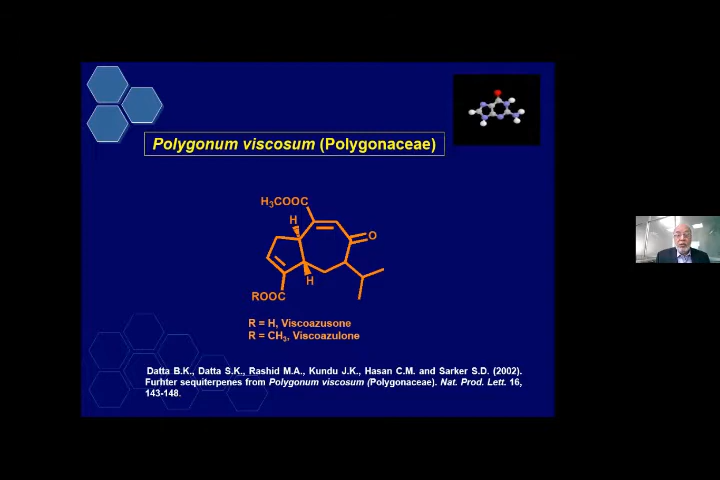 Polygonum viscosum (Polygonaceae)
H3COOC
H
O
H
ROOC
R = H, Viscoazusone
R = CH3, Viscoazulone
Datta B.K., Datta S.K., Rashid M.A., Kundu J.K., Hasan C.M. and Sarker S.D. (2002).
Furhter sequiterpenes from Polygonum viscosum (Polygonaceae). Nat. Prod. Lett. 16,
143-148.